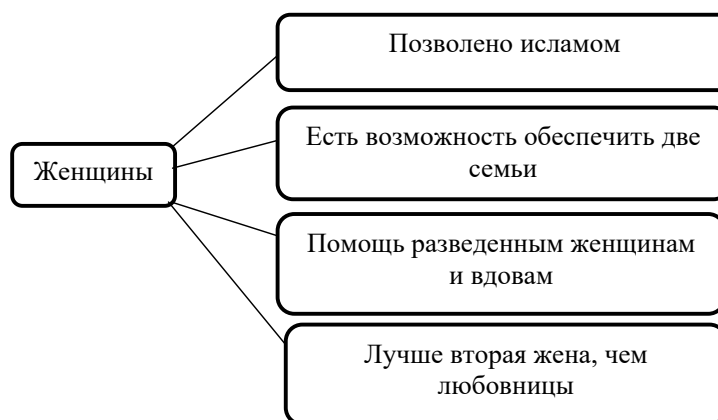 Позволено исламом
Есть возможность обеспечить две
семьи
Женщины
Помощь разведенным женщинам
и вдовам
Лучше вторая жена, чем
любовницы